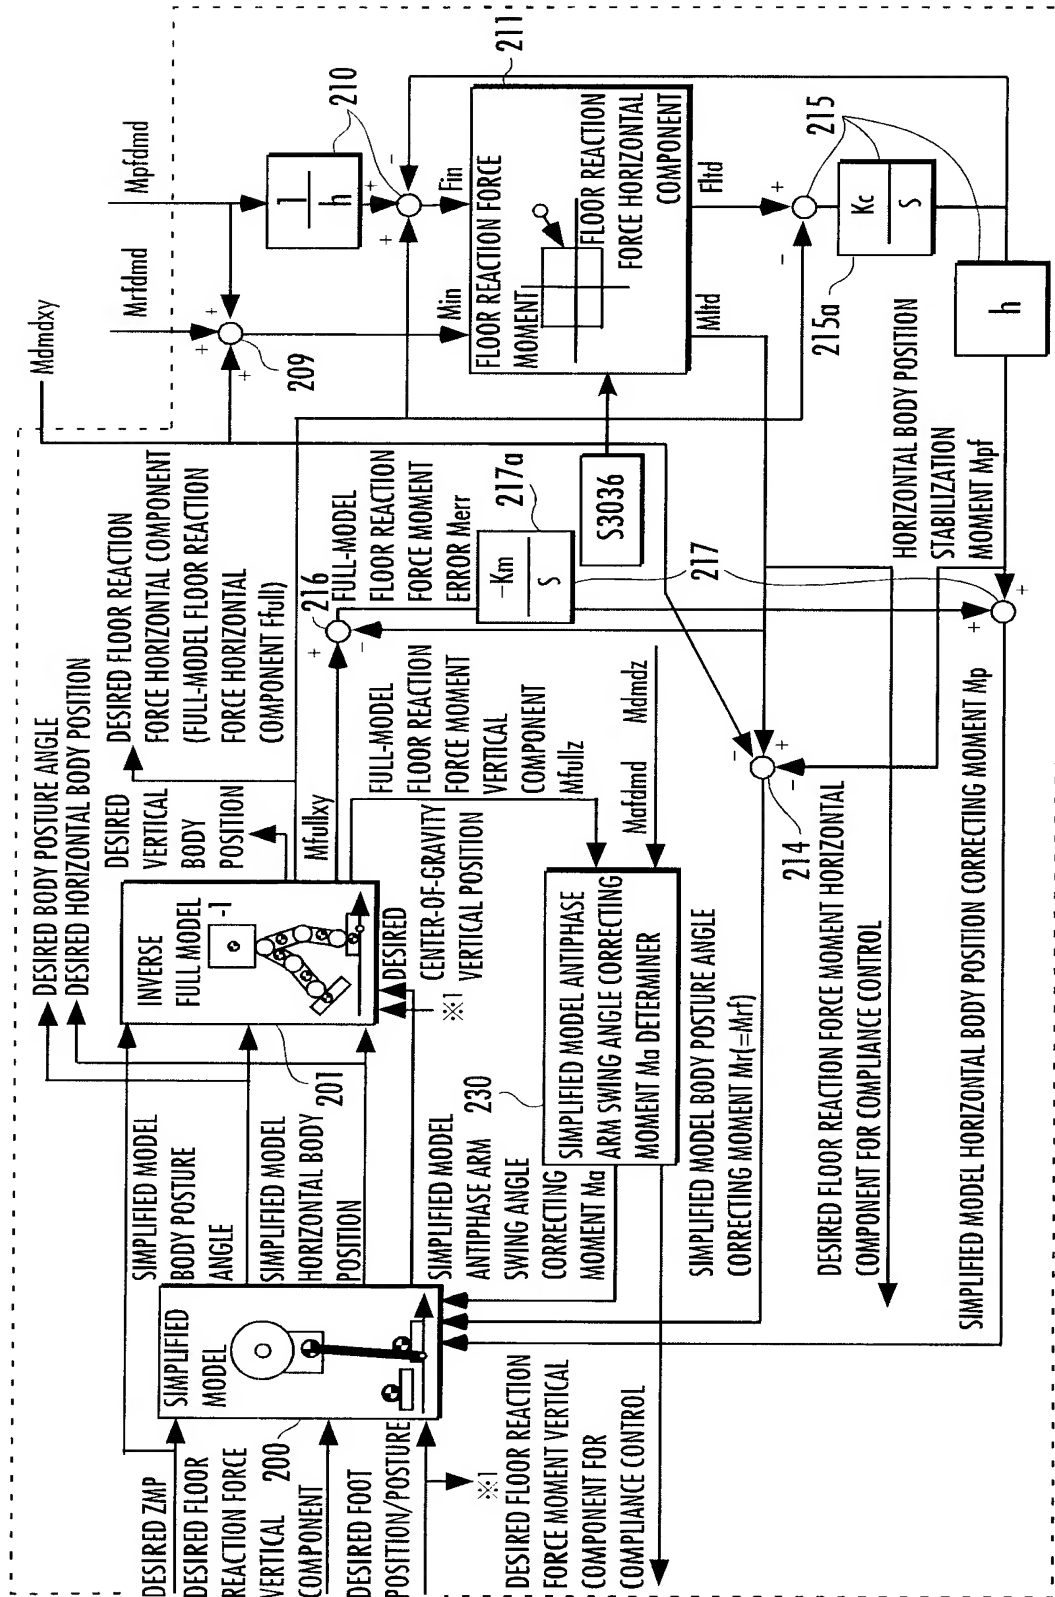 DESIRED ZMP
DESIRED FLOOR
REACTION FORCE
VERTICAL
COMPONENT
200
DESIRED FOOT
POSITION/POSTURE
※1
DESIRED FLOOR REACTION
FORCE MOMENT VERTICAL
COMPONENT FOR
COMPLIANCE CONTROL
SIMPLIFIED
MODEL
SIMPLIFIED MODEL
BODY POSTURE
ANGLE
SIMPLIFIED MODEL
HORIZONTAL BODY
POSITION
201
SIMPLIFIED MODEL
ANTIPHASE ARM
SWING ANGLE
CORRECTING
MOMENT Ma
230
INVERSE
FULL MODEL
-1
※1
DESIRED
CENTER-OF-GRAVITY
VERTICAL POSITION
DESIRED BODY POSTURE ANGLE
DESIRED HORIZONTAL BODY POSITION
DESIRED
VERTICAL
BODY
POSITION
DESIRED FLOOR REACTION
FORCE HORIZONTAL COMPONENT
(FULL-MODEL FLOOR REACTION
FORCE HORIZONTAL
COMPONENT Ffull)
Mfullxy
FULL-MODEL
FLOOR REACTION
FORCE MOMENT
VERTICAL
COMPONENT
Mfullz
SIMPLIFIED MODEL ANTIPHASE
ARM SWING ANGLE CORRECTING
MOMENT Ma DETERMINER
Mafdmd
Mdmdz
SIMPLIFIED MODEL BODY POSTURE ANGLE
CORRECTING MOMENT Mr(=Mrf)
214
+
-
-
216
+
-
FULL-MODEL
FLOOR REACTION
FORCE MOMENT
ERROR Merr
217a
-Km
S
217
+
+
S3036
DESIRED FLOOR REACTION FORCE MOMENT HORIZONTAL
COMPONENT FOR COMPLIANCE CONTROL
SIMPLIFIED MODEL HORIZONTAL BODY POSITION CORRECTING MOMENT Mp
HORIZONTAL BODY POSITION
STABILIZATION
MOMENT Mpf
Mdmdxy
Mrfdmd
Mpfdmd
+
+
+
209
1
h
210
+
+
-
Min
Fin
FLOOR REACTION FORCE
MOMENT
FLOOR REACTION
FORCE HORIZONTAL
COMPONENT
211
Mltd
Fltd
+
-
215a
Kc
S
215
h